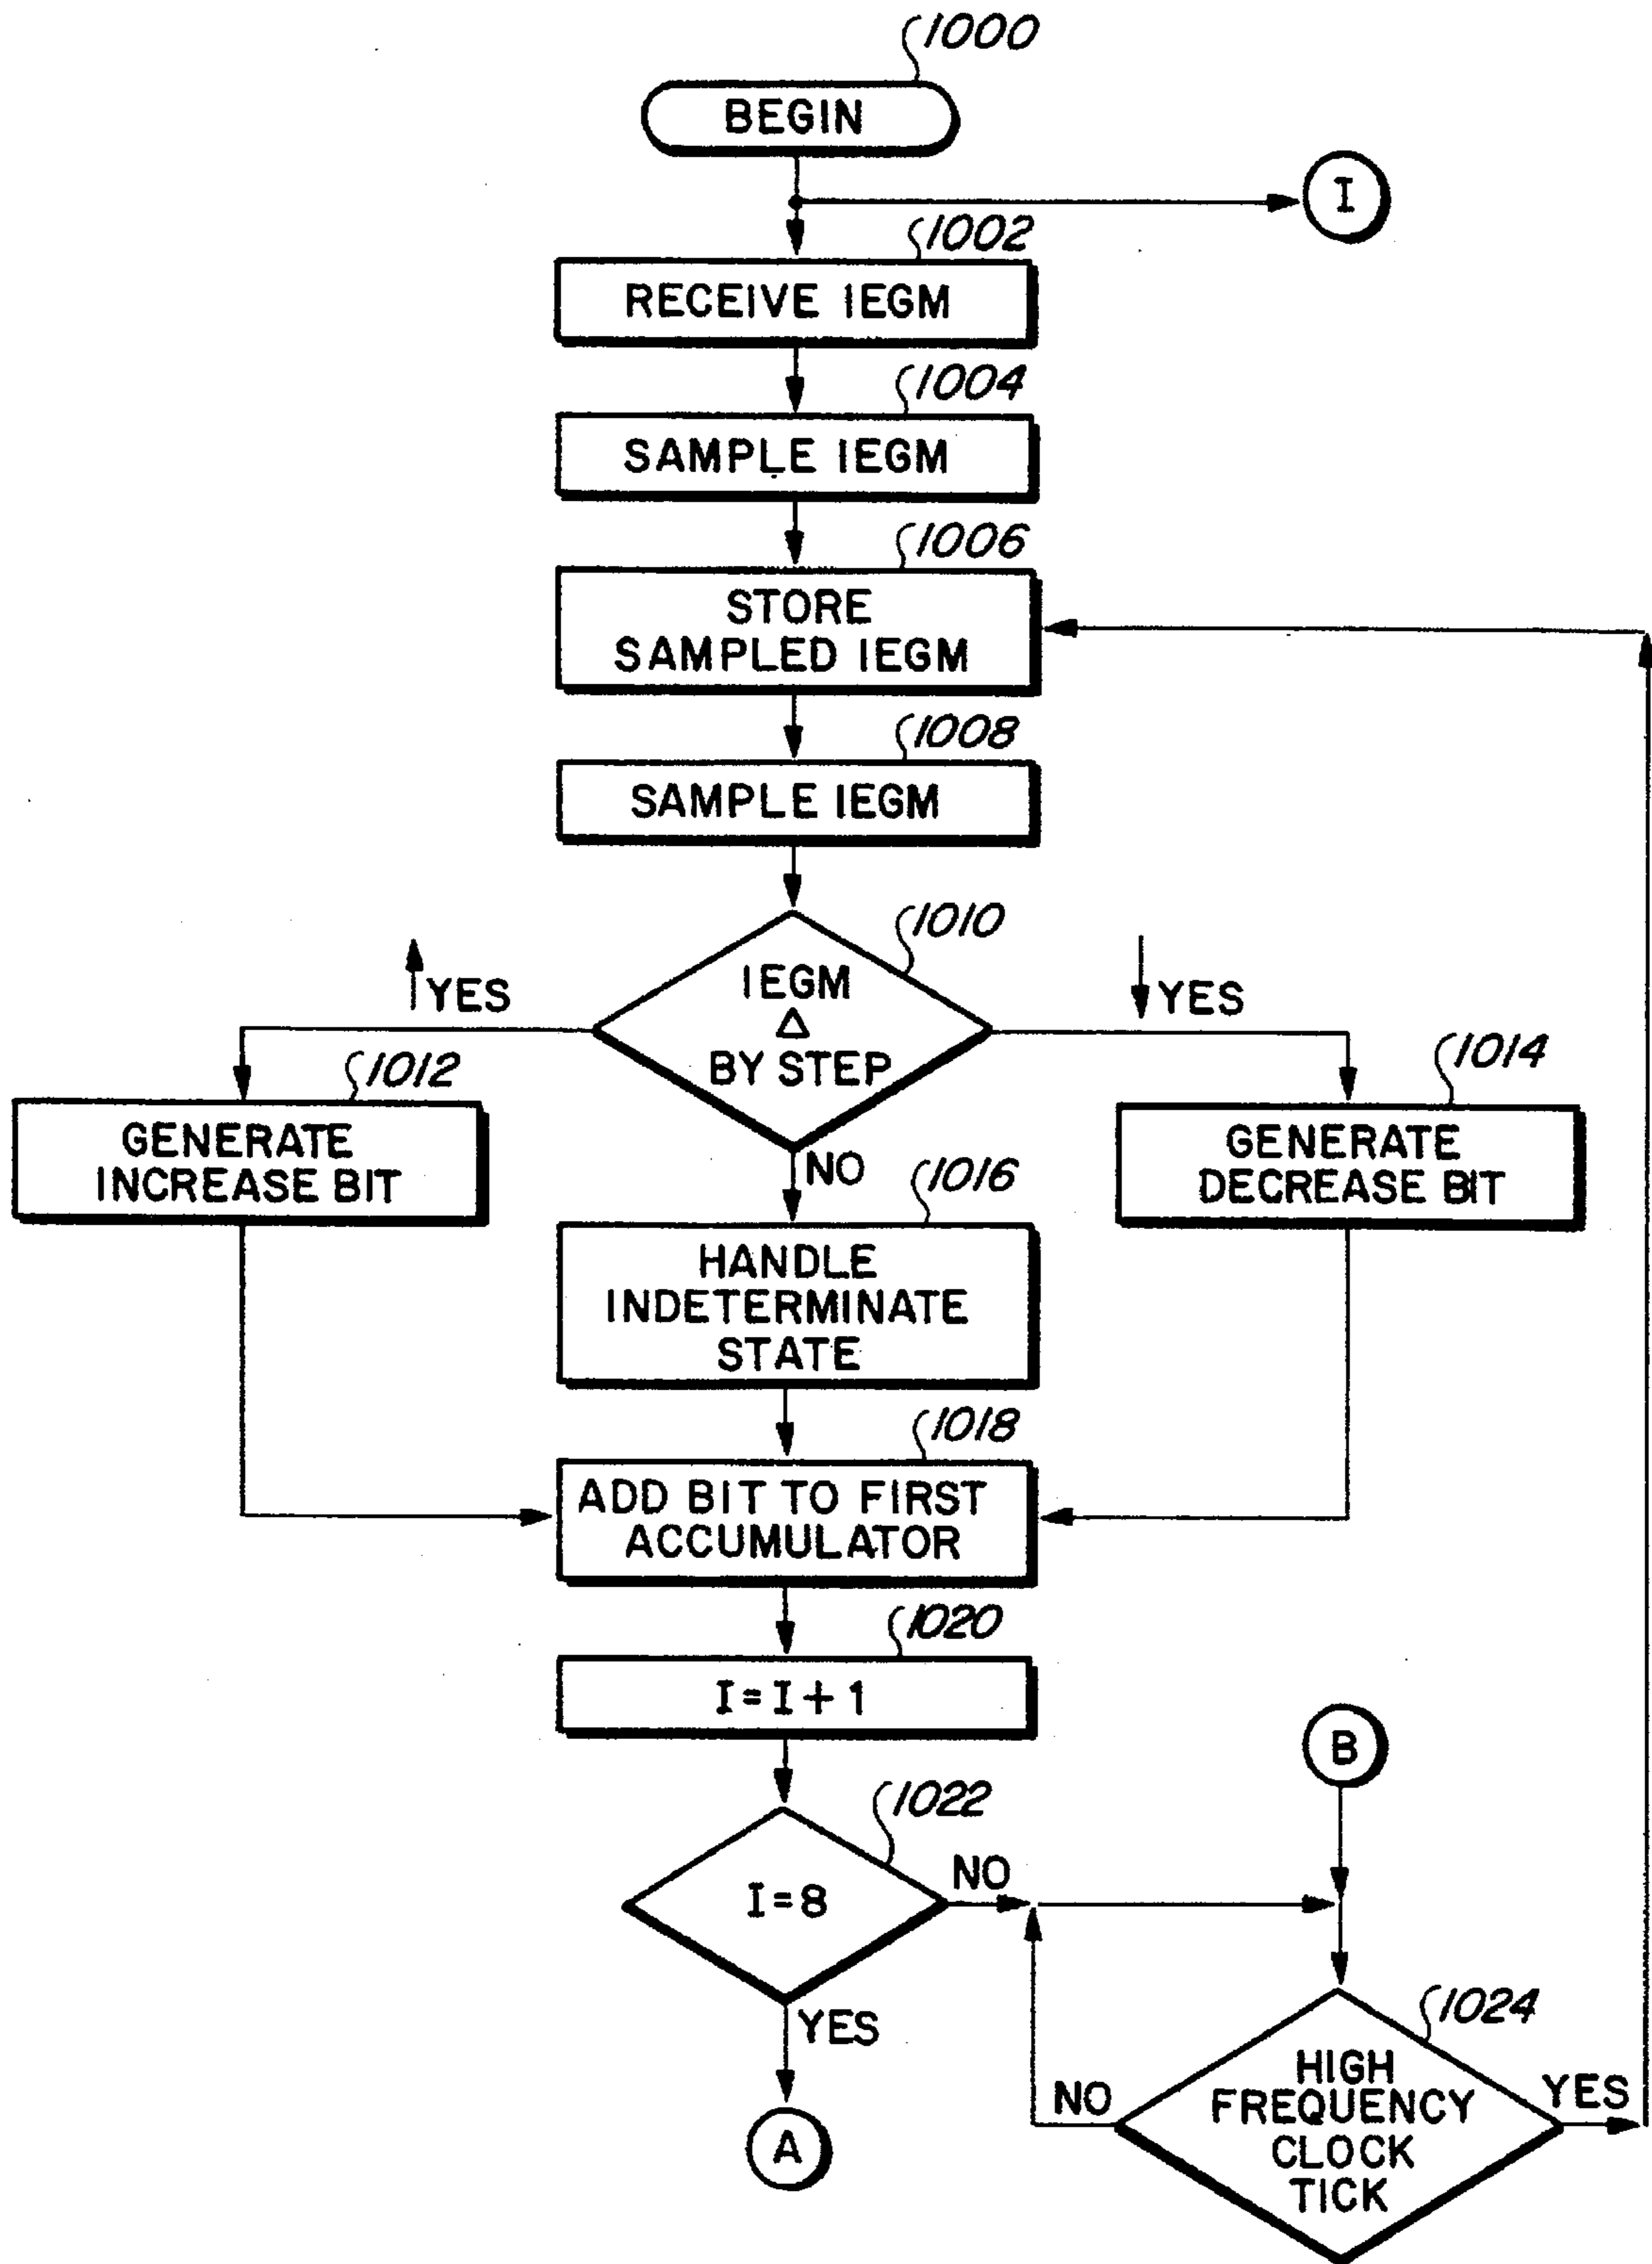 1000
BEGIN
I
1002
RECEIVE IEGM
1004
SAMPLE IEGM
1006
STORE
SAMPLED IEGM
1008
SAMPLE IEGM
1010
IEGM
Δ
BY STEP
YES
YES
1012
GENERATE
INCREASE BIT
1014
GENERATE
DECREASE BIT
NO
1016
HANDLE
INDETERMINATE
STATE
1018
ADD BIT TO FIRST
ACCUMULATOR
1020
I=I+1
B
1022
I=8
NO
YES
A
1024
HIGH
FREQUENCY
CLOCK
TICK
NO
YES